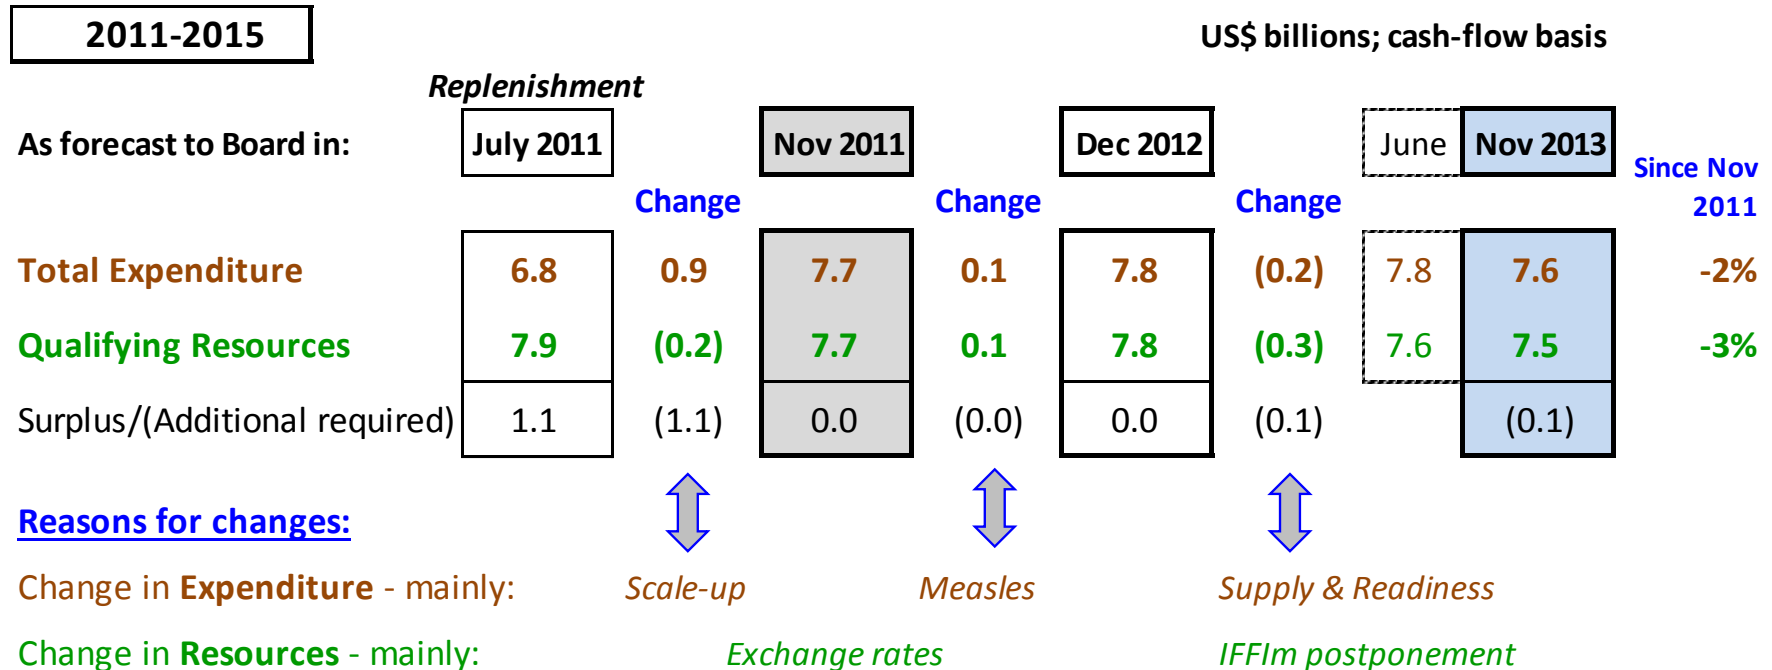 2011-2015 US$ billions; cash-flow basis
Replenishment
As forecast to Board in: July 2011 Nov 2011 Dec 2012 June Nov 2013 Since Nov 2011
Change Change Change
Total Expenditure 6.8 0.9 7.7 0.1 7.8 (0.2) 7.8 7.6 -2%
Qualifying Resources 7.9 (0.2) 7.7 0.1 7.8 (0.3) 7.6 7.5 -3%
Surplus/(Additional required) 1.1 (1.1) 0.0 (0.0) 0.0 (0.1) (0.1)
Reasons for changes:
Change in Expenditure - mainly: Scale-up Measles Supply & Readiness
Change in Resources - mainly: Exchange rates IFFIm postponement